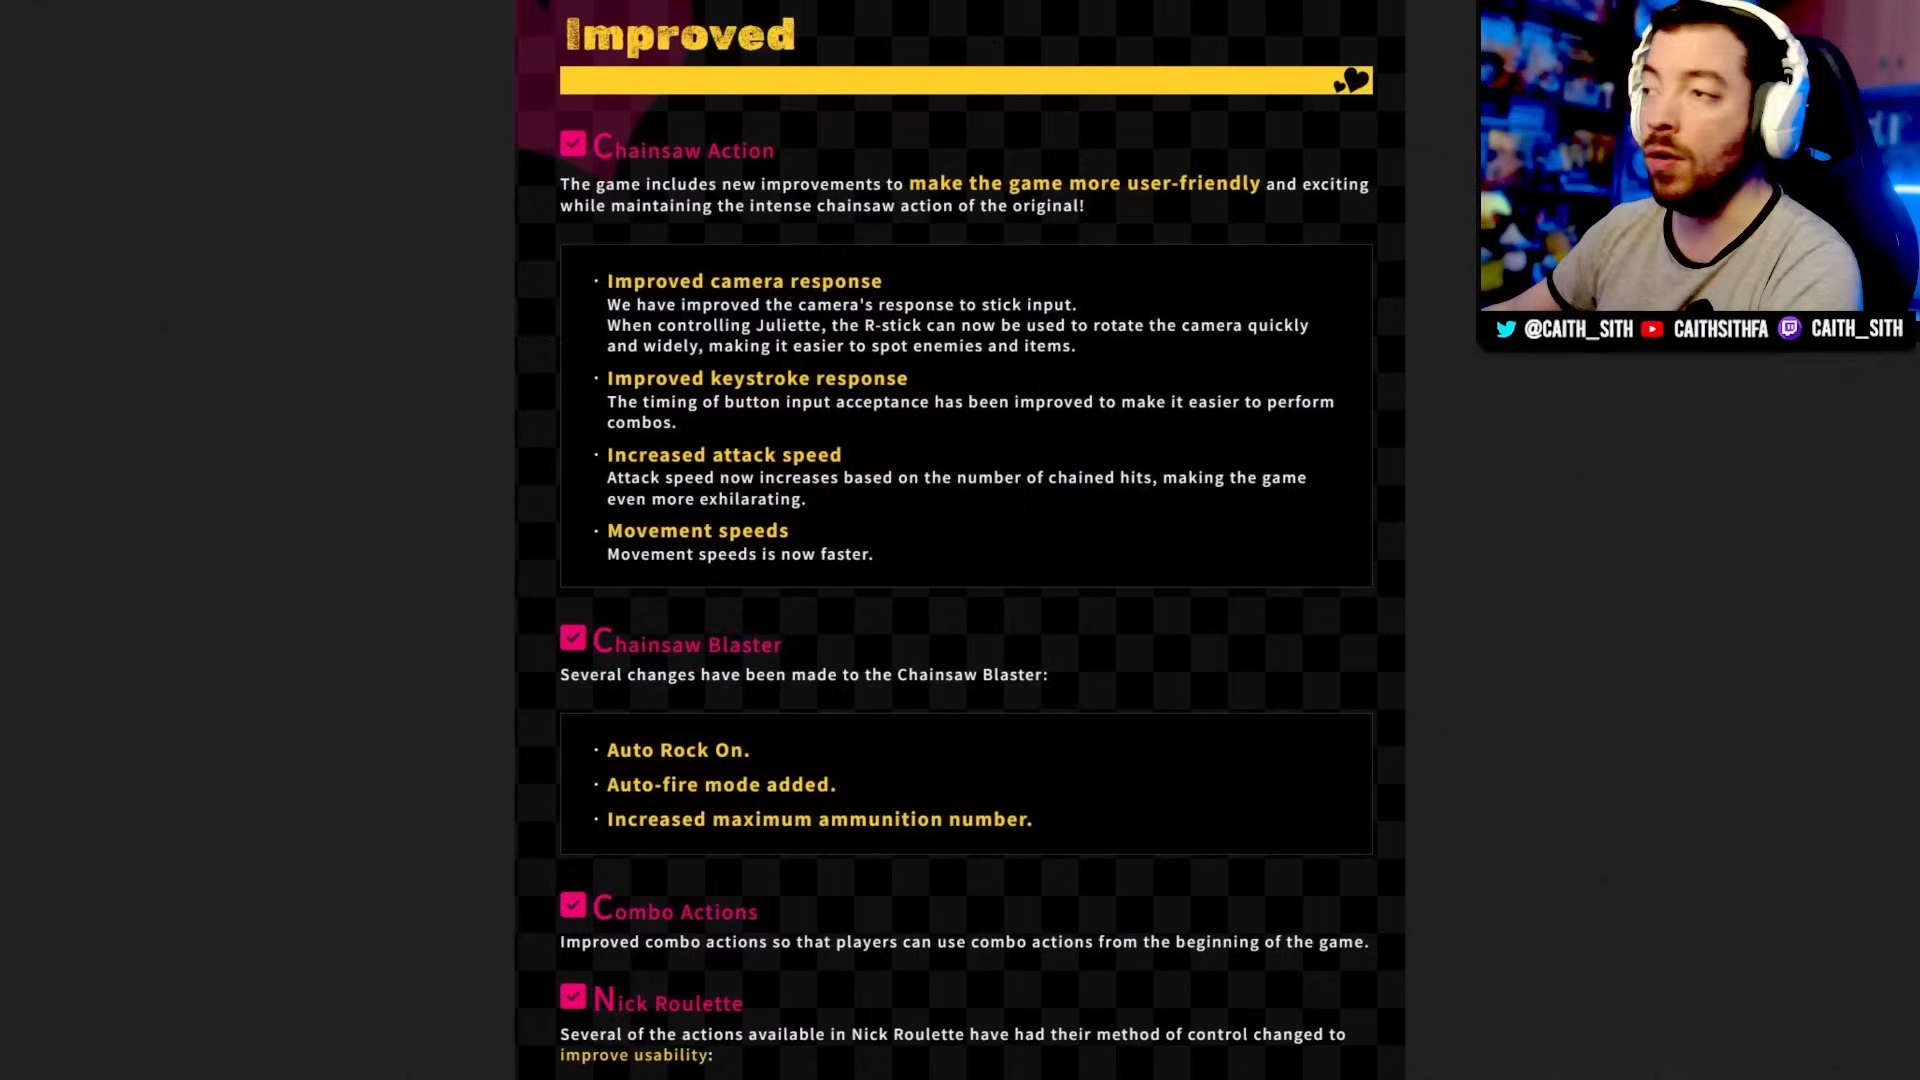 Improved
Chainsaw Action
The game includes new improvements to make the game more user-friendly and exciting
while maintaining the intense chainsaw action of the original!
· Improved camera response
We have improved the camera's response to stick input.
When controlling Juliette, the R-stick can now be used to rotate the camera quickly
and widely, making it easier to spot enemies and items.
· Improved keystroke response
The timing of button input acceptance has been improved to make it easier to perform
combos.
· Increased attack speed
Attack speed now increases based on the number of chained hits, making the game
even more exhilarating.
· Movement speeds
Movement speeds is now faster.
Chainsaw Blaster
Several changes have been made to the Chainsaw Blaster:
· Auto Rock On.
· Auto-fire mode added.
· Increased maximum ammunition number.
Combo Actions
Improved combo actions so that players can use combo actions from the beginning of the game.
Nick Roulette
Several of the actions available in Nick Roulette have had their method of control changed to
improve usability:
@CAITH_SITH CAITHSITHFA CAITH_SITH